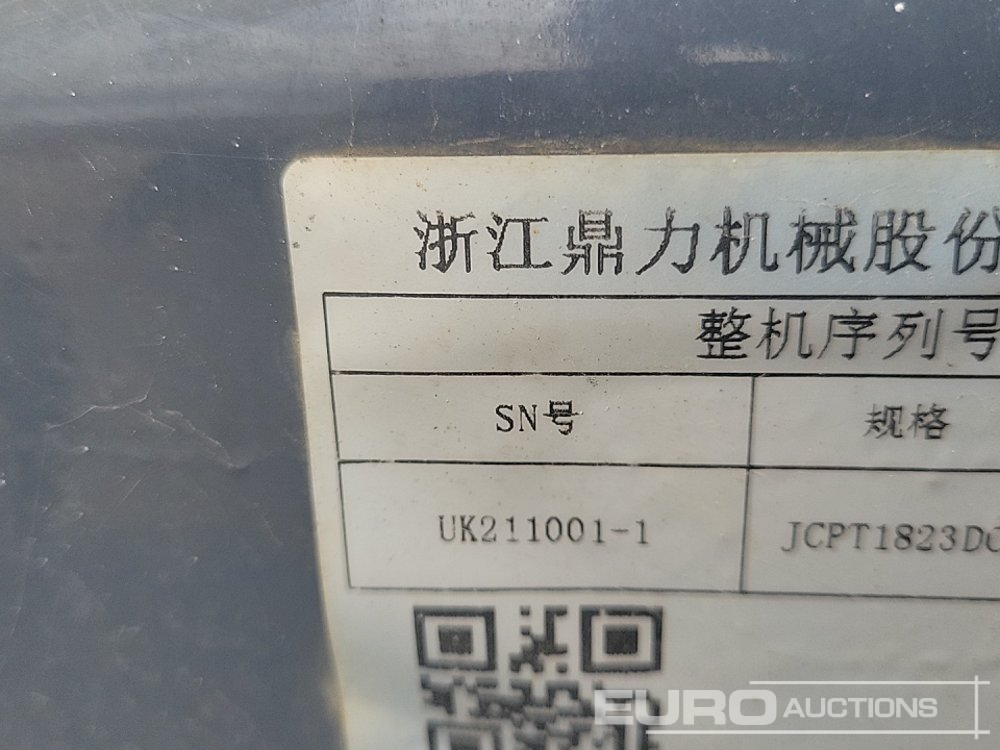 浙江鼎力机械股份
整机序列号
SN号 规格
UK211001-1 JCPT1823DC
EURO AUCTIONS